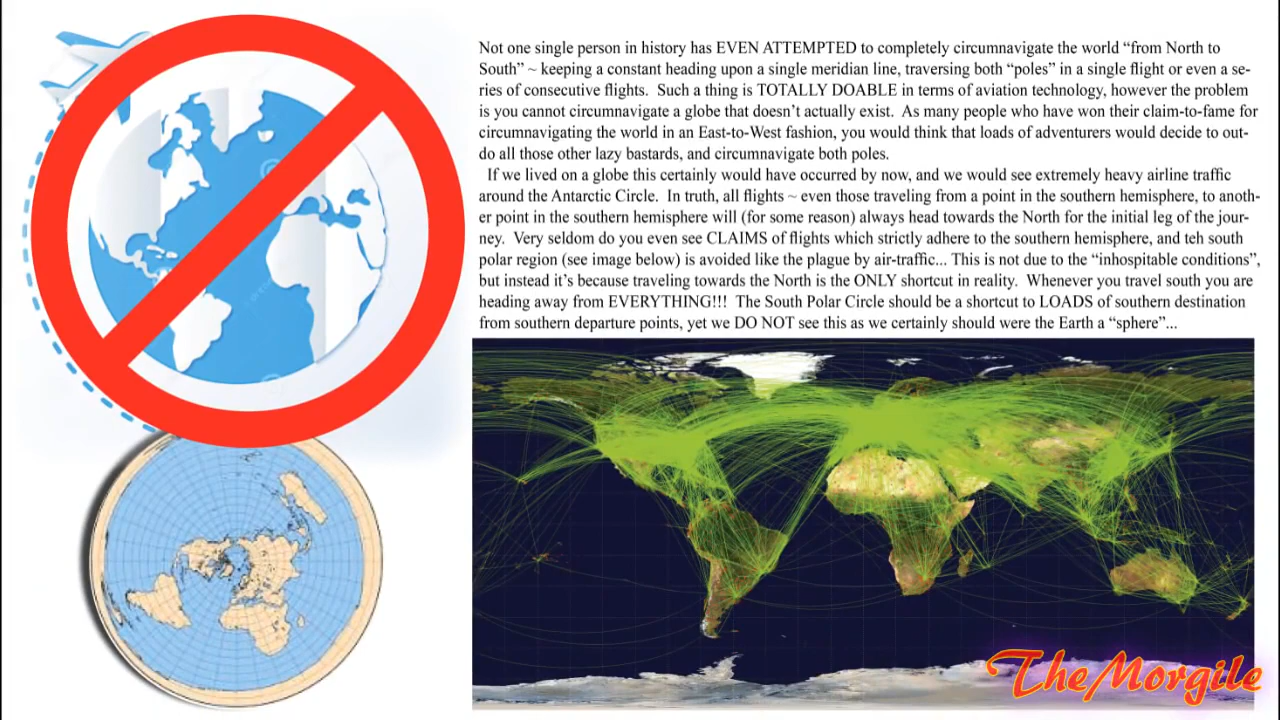 Not one single person in history has EVEN ATTEMPTED to completely circumnavigate the world “from North to
South” ~ keeping a constant heading upon a single meridian line, traversing both “poles” in a single flight or even a se-
ries of consecutive flights. Such a thing is TOTALLY DOABLE in terms of aviation technology, however the problem
is you cannot circumnavigate a globe that doesn’t actually exist. As many people who have won their claim-to-fame for
circumnavigating the world in an East-to-West fashion, you would think that loads of adventurers would decide to out-
do all those other lazy bastards, and circumnavigate both poles.
If we lived on a globe this certainly would have occurred by now, and we would see extremely heavy airline traffic
around the Antarctic Circle. In truth, all flights ~ even those traveling from a point in the southern hemisphere, to anoth-
er point in the southern hemisphere will (for some reason) always head towards the North for the initial leg of the jour-
ney. Very seldom do you even see CLAIMS of flights which strictly adhere to the southern hemisphere, and teh south
polar region (see image below) is avoided like the plague by air-traffic... This is not due to the “inhospitable conditions”,
but instead it’s because traveling towards the North is the ONLY shortcut in reality. Whenever you travel south you are
heading away from EVERYTHING!!! The South Polar Circle should be a shortcut to LOADS of southern destination
from southern departure points, yet we DO NOT see this as we certainly should were the Earth a “sphere”...
TheMorgile